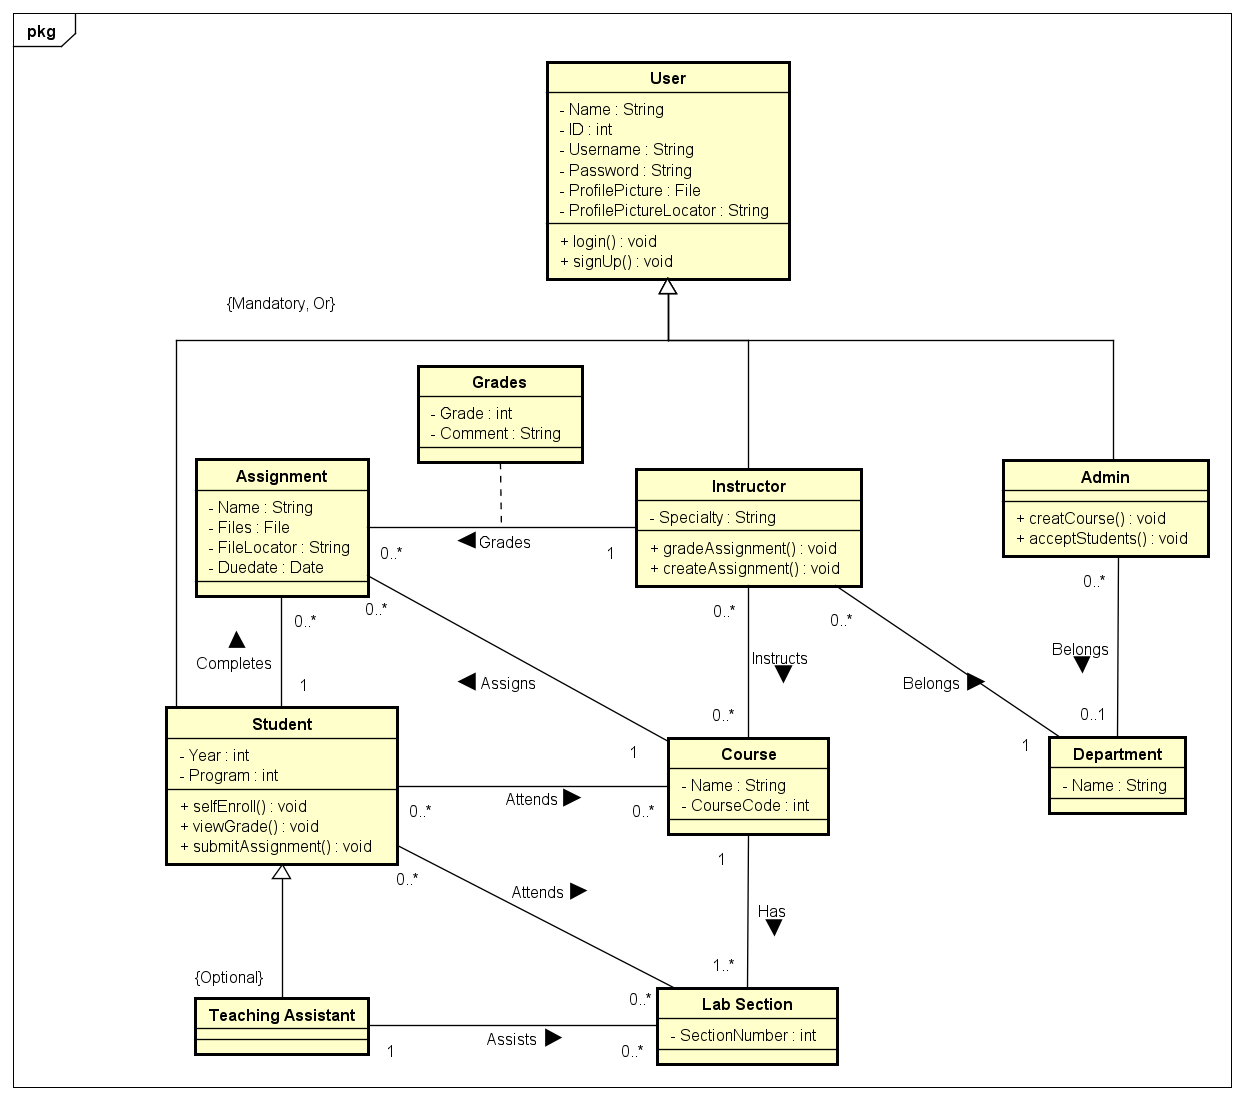 pkg
User
- Name : String
- ID : int
- Username : String
- Password : String
- ProfilePicture : File
- ProfilePictureLocator : String
+ login() : void
+ signUp() : void
{Mandatory, Or}
Grades
- Grade : int
- Comment : String
Assignment
- Name : String
- Files : File
- FileLocator : String
- Duedate : Date
Instructor
- Specialty : String
+ gradeAssignment() : void
+ createAssignment() : void
Admin
+ creatCourse() : void
+ acceptStudents() : void
0..*
Grades
1
0..*
0..*
0..*
0..*
0..*
Completes
1
Assigns
1
Instructs
0..*
Belongs
1
Belongs
0..1
Student
- Year : int
- Program : int
+ selfEnroll() : void
+ viewGrade() : void
+ submitAssignment() : void
Course
- Name : String
- CourseCode : int
Department
- Name : String
0..*
Attends
0..*
0..*
Attends
0..*
1
Has
1..*
{Optional}
Teaching Assistant
1
Assists
0..*
Lab Section
- SectionNumber : int